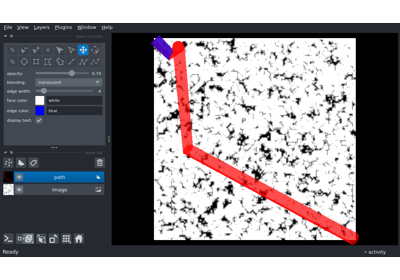 File View Layers Plugins Window Help
opacity: 0.70
blending: translucent
edge width:
face color: white
edge color: blue
display text:
path
Image
Ready
activity